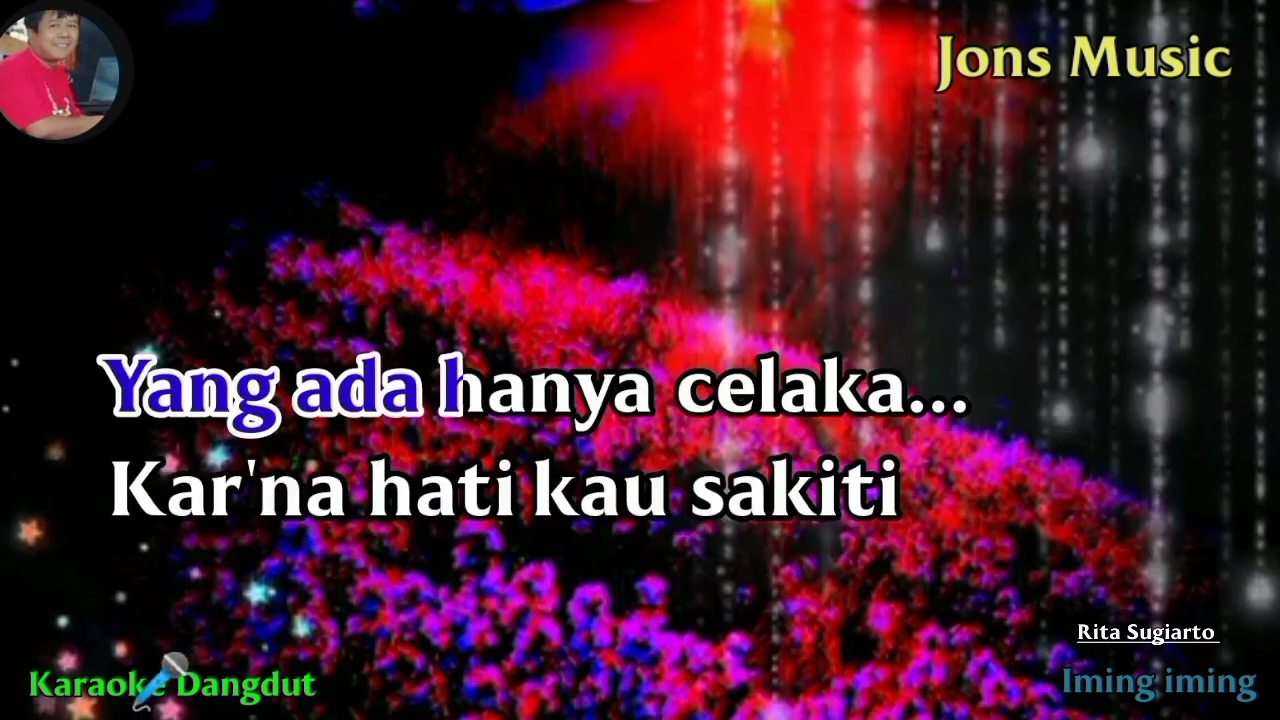 Jons Music
Yang ada hanya celaka...
Kar'na hati kau sakiti
Rita Sugiarto
Karaoke Dangdut
Iming iming